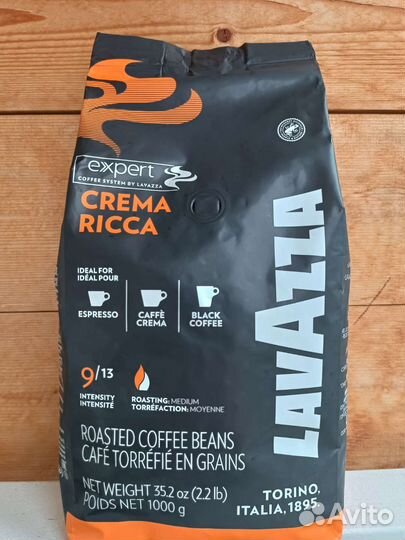 expert
COFFEE SYSTEM BY LAVAZZA
CREMA
RICCA
IDEAL FOR
IDÉAL POUR
ESPRESSO
CAFFÈ
CREMA
BLACK
COFFEE
9/13
INTENSITY
INTENSITÉ
ROASTING: MEDIUM
TORRÉFACTION: MOYENNE
ROASTED COFFEE BEANS
CAFÉ TORRÉFIÉ EN GRAINS
NET WEIGHT 35.2 oz (2.2 lb)
POIDS NET 1000 g
LAVAZZA
TORINO,
ITALIA, 1895
Avito